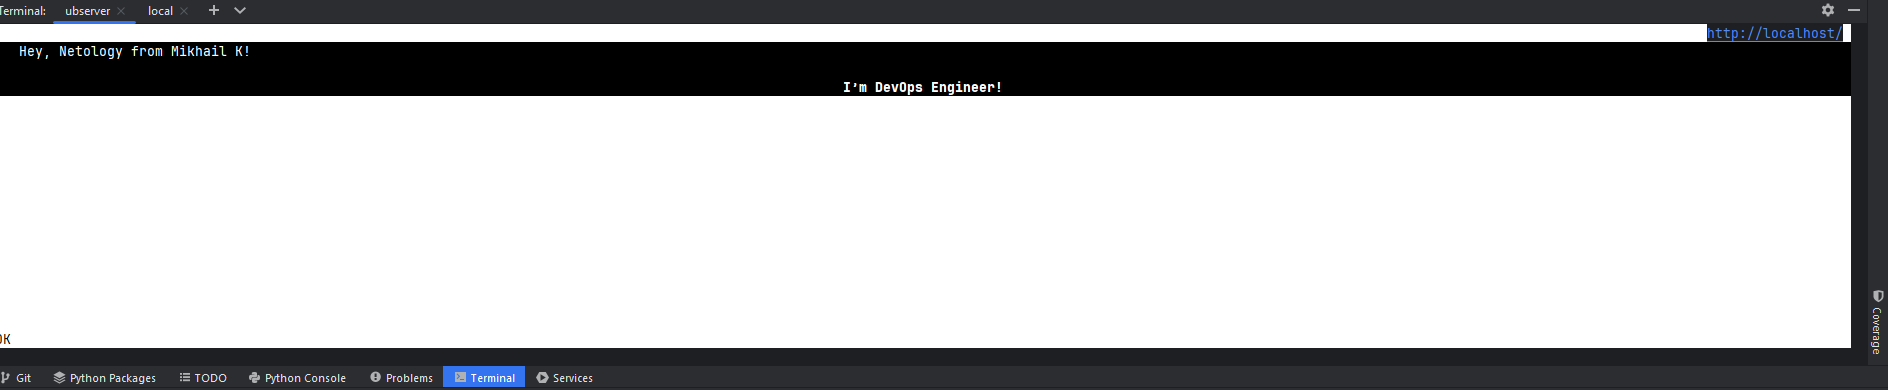 Terminal: ubserver local
http://localhost/
Hey, Netology from Mikhail K!
I'm DevOps Engineer!
OK
Coverage
Git Python Packages TODO Python Console Problems Terminal Services